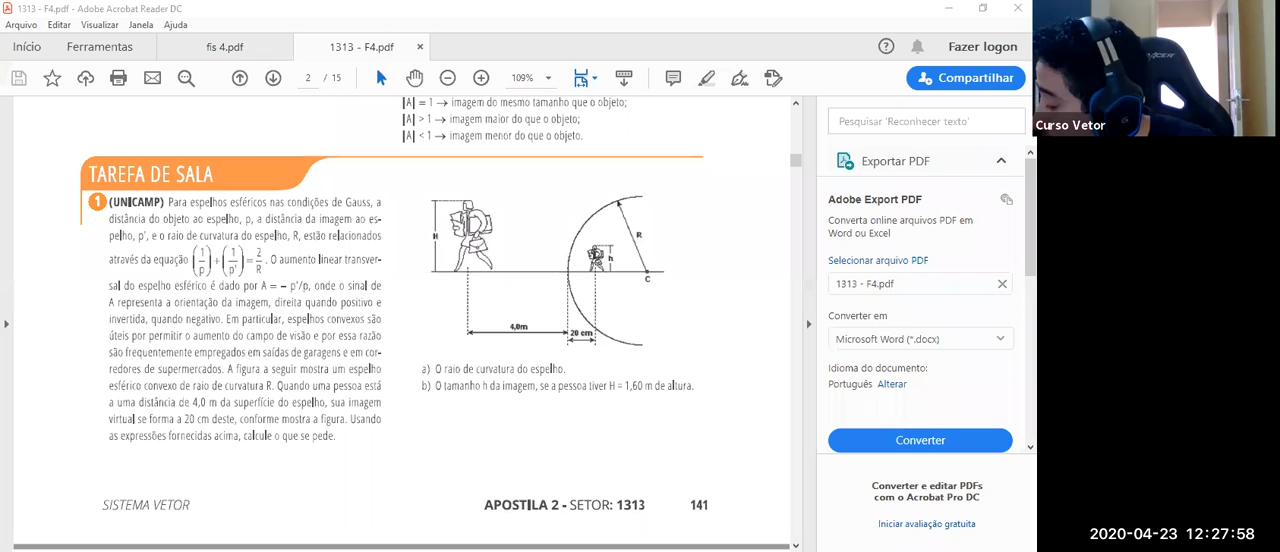 1313 - F4.pdf - Adobe Acrobat Reader DC
Arquivo Editar Visualizar Janela Ajuda
Início Ferramentas fis 4.pdf 1313 - F4.pdf × Fazer logon
2 / 15 109% Compartilhar
|A| = 1 → imagem do mesmo tamanho que o objeto;
|A| > 1 → imagem maior do que o objeto;
|A| < 1 → imagem menor do que o objeto.
TAREFA DE SALA
1 (UNICAMP) Para espelhos esféricos nas condições de Gauss, a
distância do objeto ao espelho, p, a distância da imagem ao es-
pelho, p', e o raio de curvatura do espelho, R, estão relacionados
através da equação (1/p) + (1/p') = 2/R. O aumento linear transver-
sal do espelho esférico é dado por A = – p'/p, onde o sinal de
A representa a orientação da imagem, direita quando positivo e
invertida, quando negativo. Em particular, espelhos convexos são
úteis por permitir o aumento do campo de visão e por essa razão
são frequentemente empregados em saídas de garagens e em cor-
redores de supermercados. A figura a seguir mostra um espelho
esférico convexo de raio de curvatura R. Quando uma pessoa está
a uma distância de 4,0 m da superfície do espelho, sua imagem
virtual se forma a 20 cm deste, conforme mostra a figura. Usando
as expressões fornecidas acima, calcule o que se pede.
H
R
h
C
4,0m
20 cm
a) O raio de curvatura do espelho.
b) O tamanho h da imagem, se a pessoa tiver H = 1,60 m de altura.
SISTEMA VETOR APOSTILA 2 - SETOR: 1313 141
Pesquisar 'Reconhecer texto'
Exportar PDF
Adobe Export PDF
Converta online arquivos PDF em
Word ou Excel
Selecionar arquivo PDF
1313 - F4.pdf
Converter em
Microsoft Word (*.docx)
Idioma do documento:
Português Alterar
Converter
Converter e editar PDFs
com o Acrobat Pro DC
Iniciar avaliação gratuita
Curso Vetor
2020-04-23 12:27:58